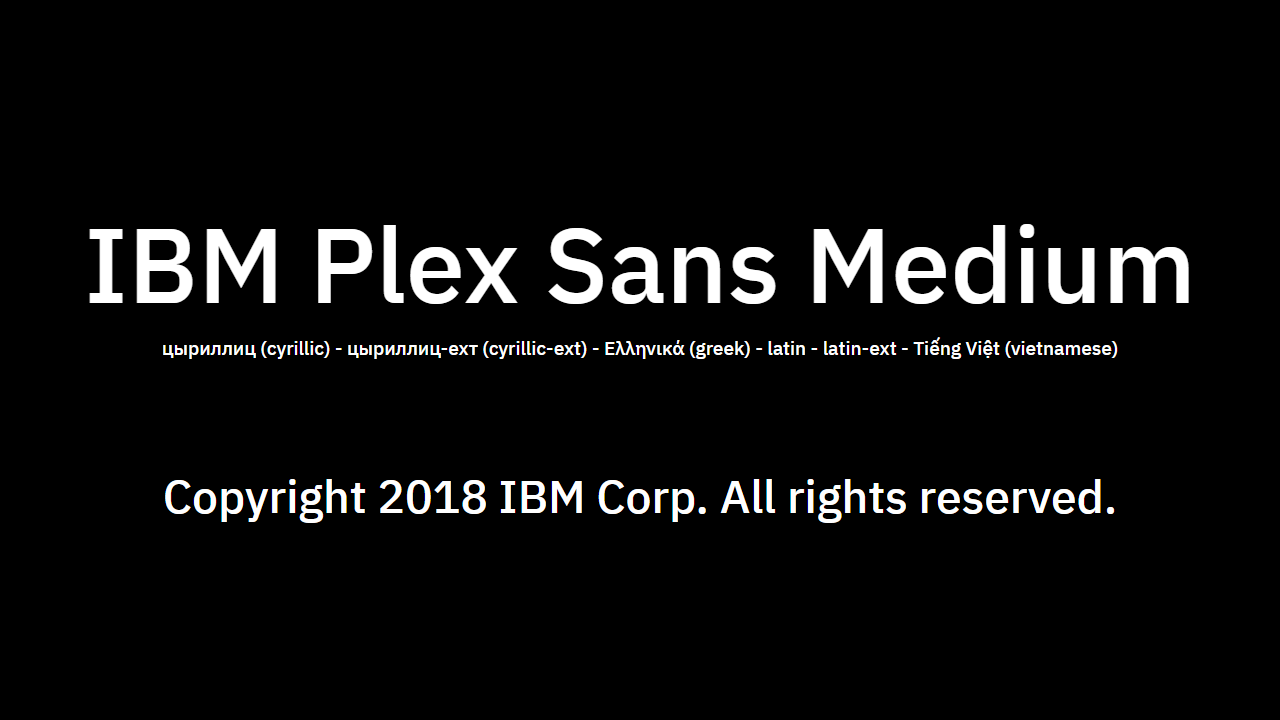 IBM Plex Sans Medium
цыриллиц (cyrillic) - цыриллиц-ехт (cyrillic-ext) - Ελληνικά (greek) - latin - latin-ext - Tiếng Việt (vietnamese)
Copyright 2018 IBM Corp. All rights reserved.